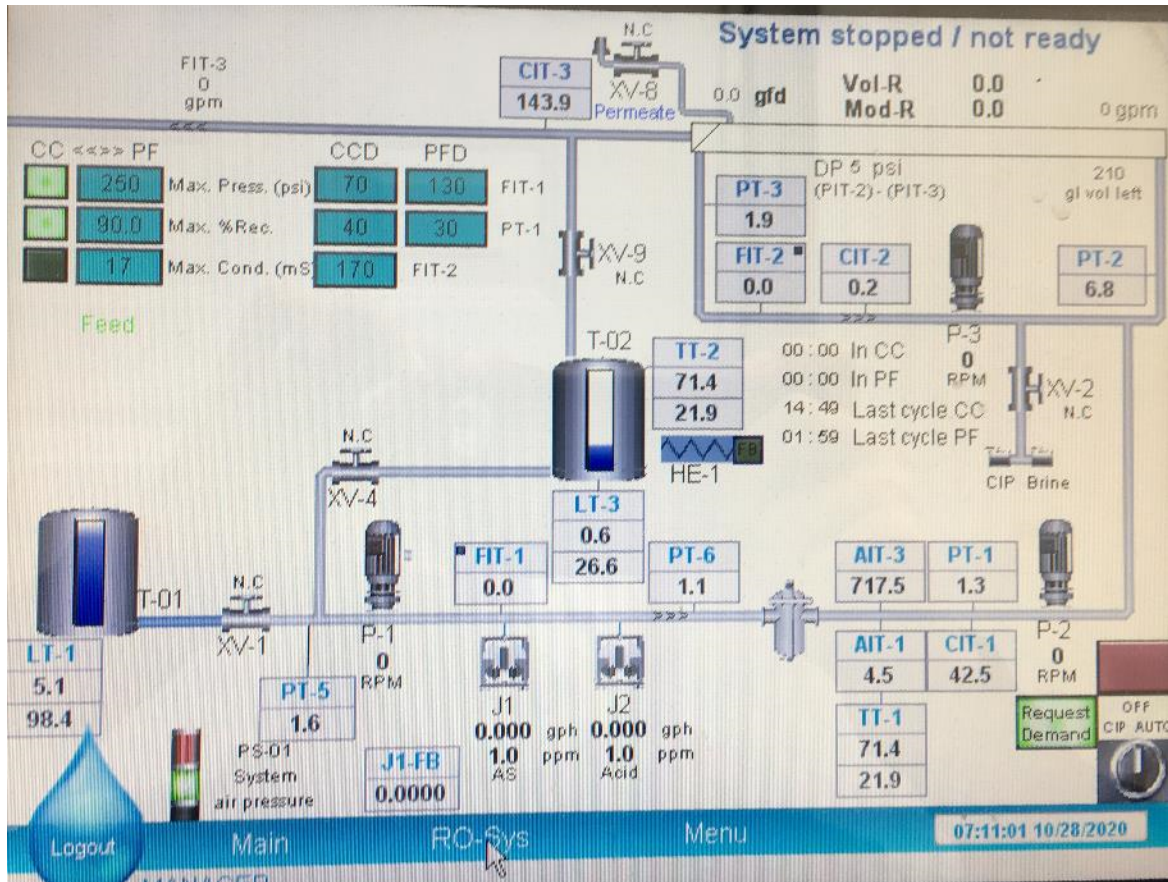 System stopped / not ready
N.C
FIT-3
0
gpm
CIT-3
143.9
XV-8
Permeate
0.0 gfd
Vol-R 0.0
Mod-R 0.0
0 gpm
<<<
CC <<>> PF
CCD PFD
250 Max. Press. (psi) 70 130 FIT-1
90.0 Max. %Rec. 40 30 PT-1
17 Max. Cond. (mS) 170 FIT-2
Feed
DP 5 psi
(PIT-2)-(PIT-3)
210
gl vol left
PT-3
1.9
FIT-2
0.0
CIT-2
0.2
PT-2
6.8
>>>
XV-9
N.C
P-3
0
RPM
T-02
TT-2
71.4
21.9
HE-1
FB
00:00 In CC
00:00 In PF
14:49 Last cycle CC
01:59 Last cycle PF
XV-2
N.C
CIP Brine
N.C
XV-4
LT-3
0.6
26.6
T-01
N.C
XV-1
P-1
0
RPM
FIT-1
0.0
PT-6
1.1
>>>
AIT-3
717.5
PT-1
1.3
AIT-1
4.5
CIT-1
42.5
TT-1
71.4
21.9
P-2
0
RPM
LT-1
5.1
98.4
PT-5
1.6
J1
0.000 gph
1.0 ppm
AS
J2
0.000 gph
1.0 ppm
Acid
Request
Demand
OFF
CIP AUTO
PS-01
System
air pressure
J1-FB
0.0000
Logout
Main
RO-Sys
Menu
07:11:01 10/28/2020
MANAGER